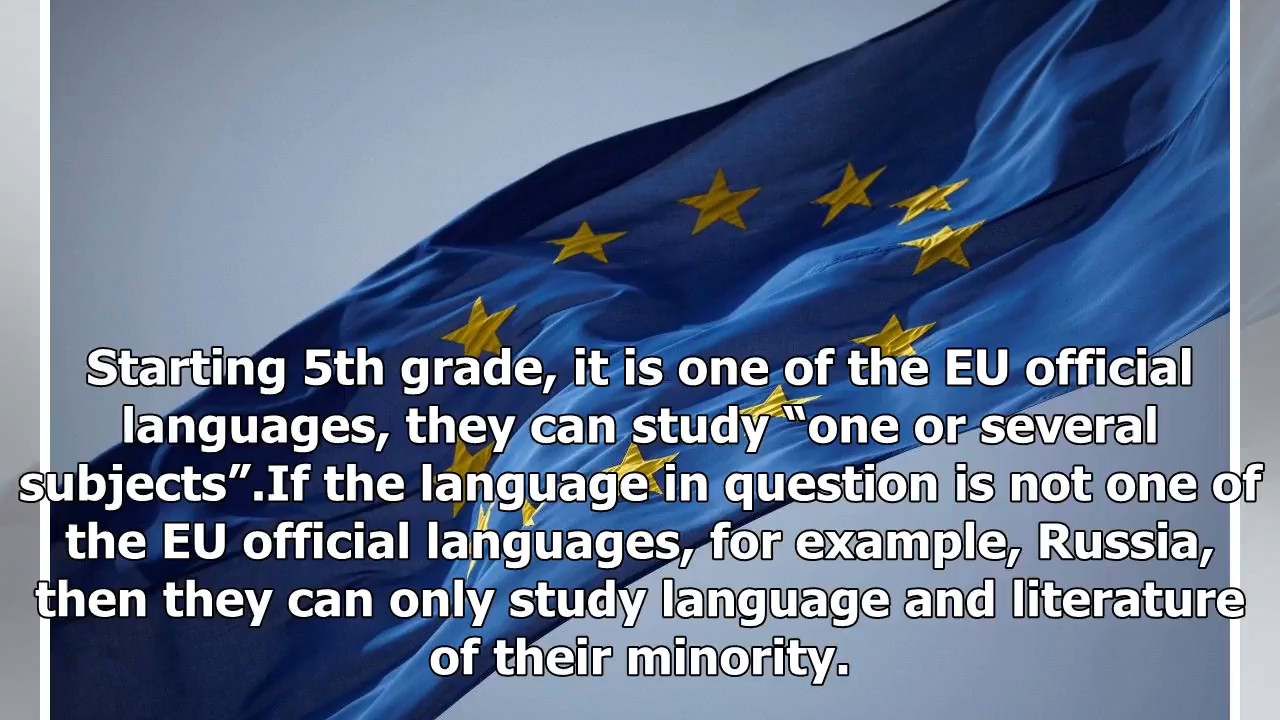 Starting 5th grade, it is one of the EU official
languages, they can study “one or several
subjects”.If the language in question is not one of
the EU official languages, for example, Russia,
then they can only study language and literature
of their minority.